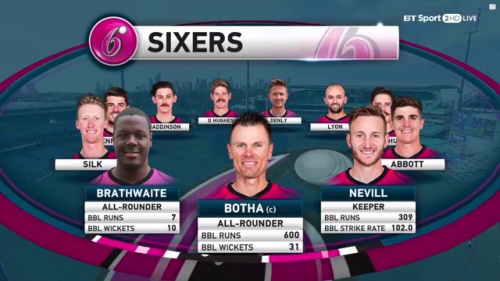 BT Sport 2HD LIVE
6 SIXERS
MADDINSON
D HUGHES
DENLY
LYON
SILK
ABBOTT
BRATHWAITE
ALL-ROUNDER
BBL RUNS 7
BBL WICKETS 10
BOTHA (c)
ALL-ROUNDER
BBL RUNS 600
BBL WICKETS 31
NEVILL
KEEPER
BBL RUNS 309
BBL STRIKE RATE 102.0